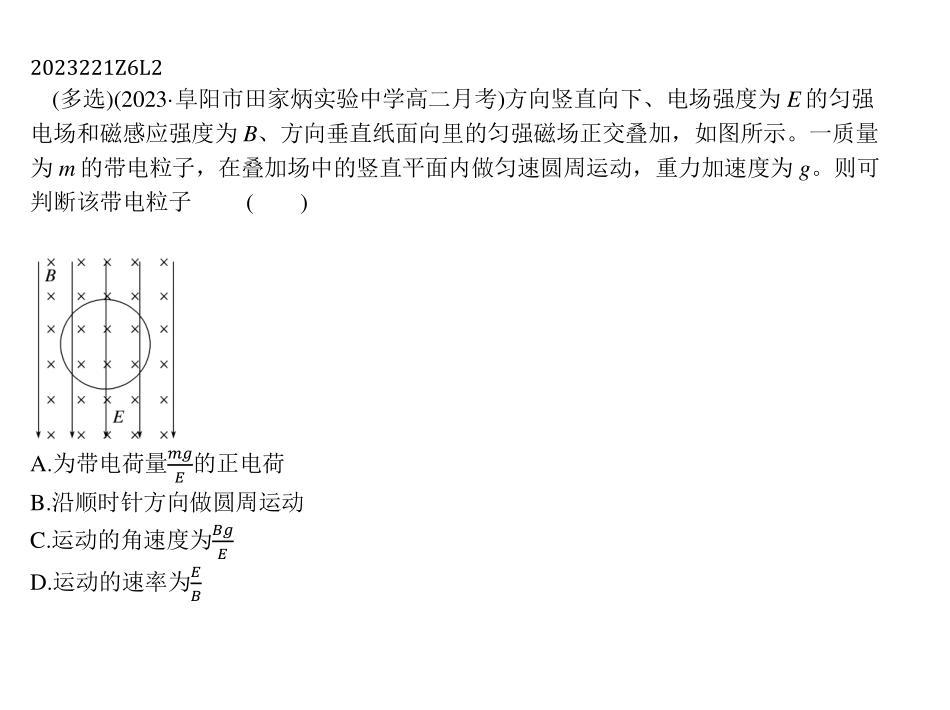 2023221Z6L2
(多选)(2023·阜阳市田家炳实验中学高二月考)方向竖直向下、电场强度为 E 的匀强
电场和磁感应强度为 B、方向垂直纸面向里的匀强磁场正交叠加，如图所示。一质量
为 m 的带电粒子，在叠加场中的竖直平面内做匀速圆周运动，重力加速度为 g。则可
判断该带电粒子 ( )
B
E
A.为带电荷量mg/E的正电荷
B.沿顺时针方向做圆周运动
C.运动的角速度为Bg/E
D.运动的速率为E/B